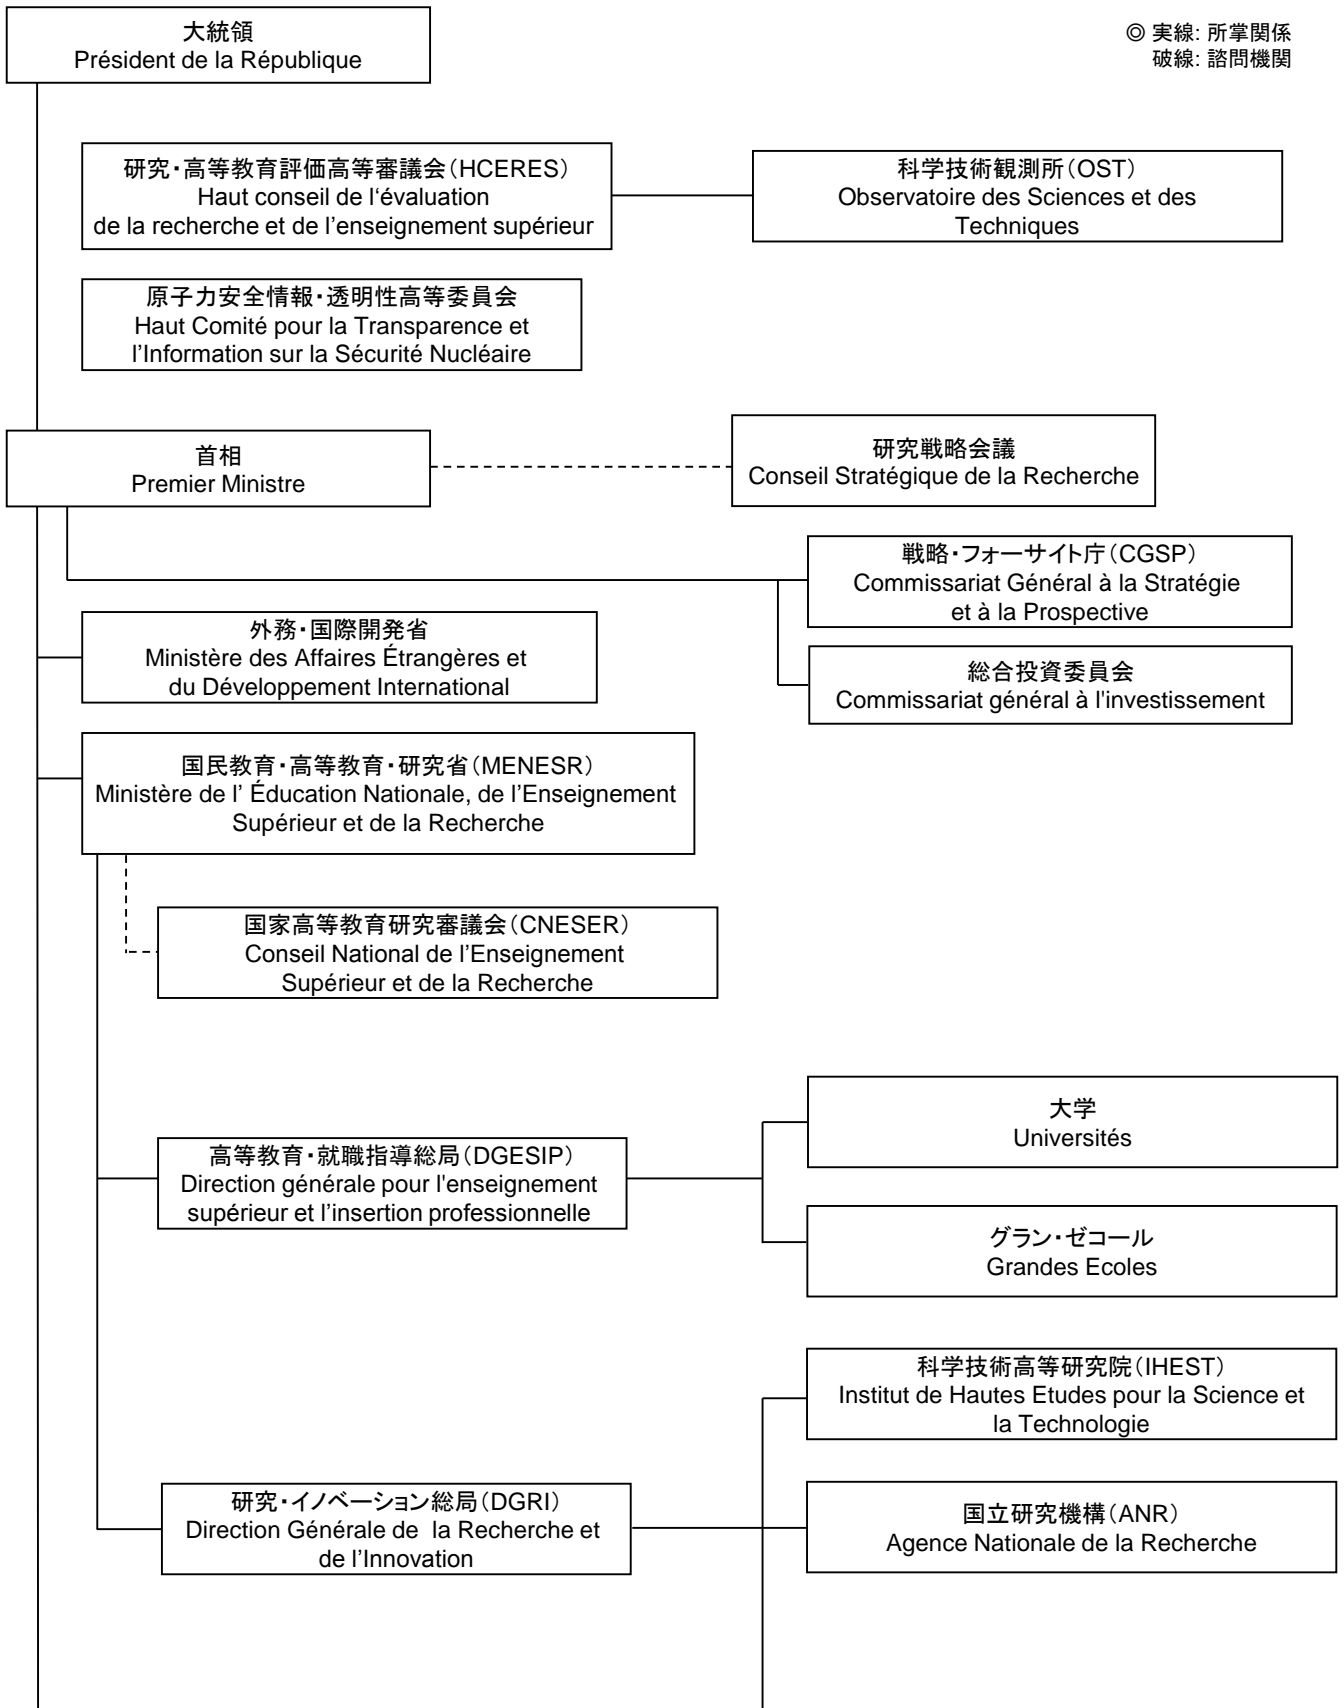 大統領
Président de la République
◎ 実線: 所掌関係
破線: 諮問機関
研究・高等教育評価高等審議会(HCERES)
Haut conseil de l‘évaluation
de la recherche et de l’enseignement supérieur
科学技術観測所(OST)
Observatoire des Sciences et des
Techniques
原子力安全情報・透明性高等委員会
Haut Comité pour la Transparence et
l’Information sur la Sécurité Nucléaire
首相
Premier Ministre
研究戦略会議
Conseil Stratégique de la Recherche
戦略・フォーサイト庁(CGSP)
Commissariat Général à la Stratégie
et à la Prospective
外務・国際開発省
Ministère des Affaires Étrangères et
du Développement International
総合投資委員会
Commissariat général à l'investissement
国民教育・高等教育・研究省(MENESR)
Ministère de l’ Éducation Nationale, de l’Enseignement
Supérieur et de la Recherche
国家高等教育研究審議会(CNESER)
Conseil National de l’Enseignement
Supérieur et de la Recherche
大学
Universités
高等教育・就職指導総局(DGESIP)
Direction générale pour l'enseignement
supérieur et l’insertion professionnelle
グラン・ゼコール
Grandes Ecoles
科学技術高等研究院(IHEST)
Institut de Hautes Etudes pour la Science et
la Technologie
研究・イノベーション総局(DGRI)
Direction Générale de la Recherche et
de l’Innovation
国立研究機構(ANR)
Agence Nationale de la Recherche